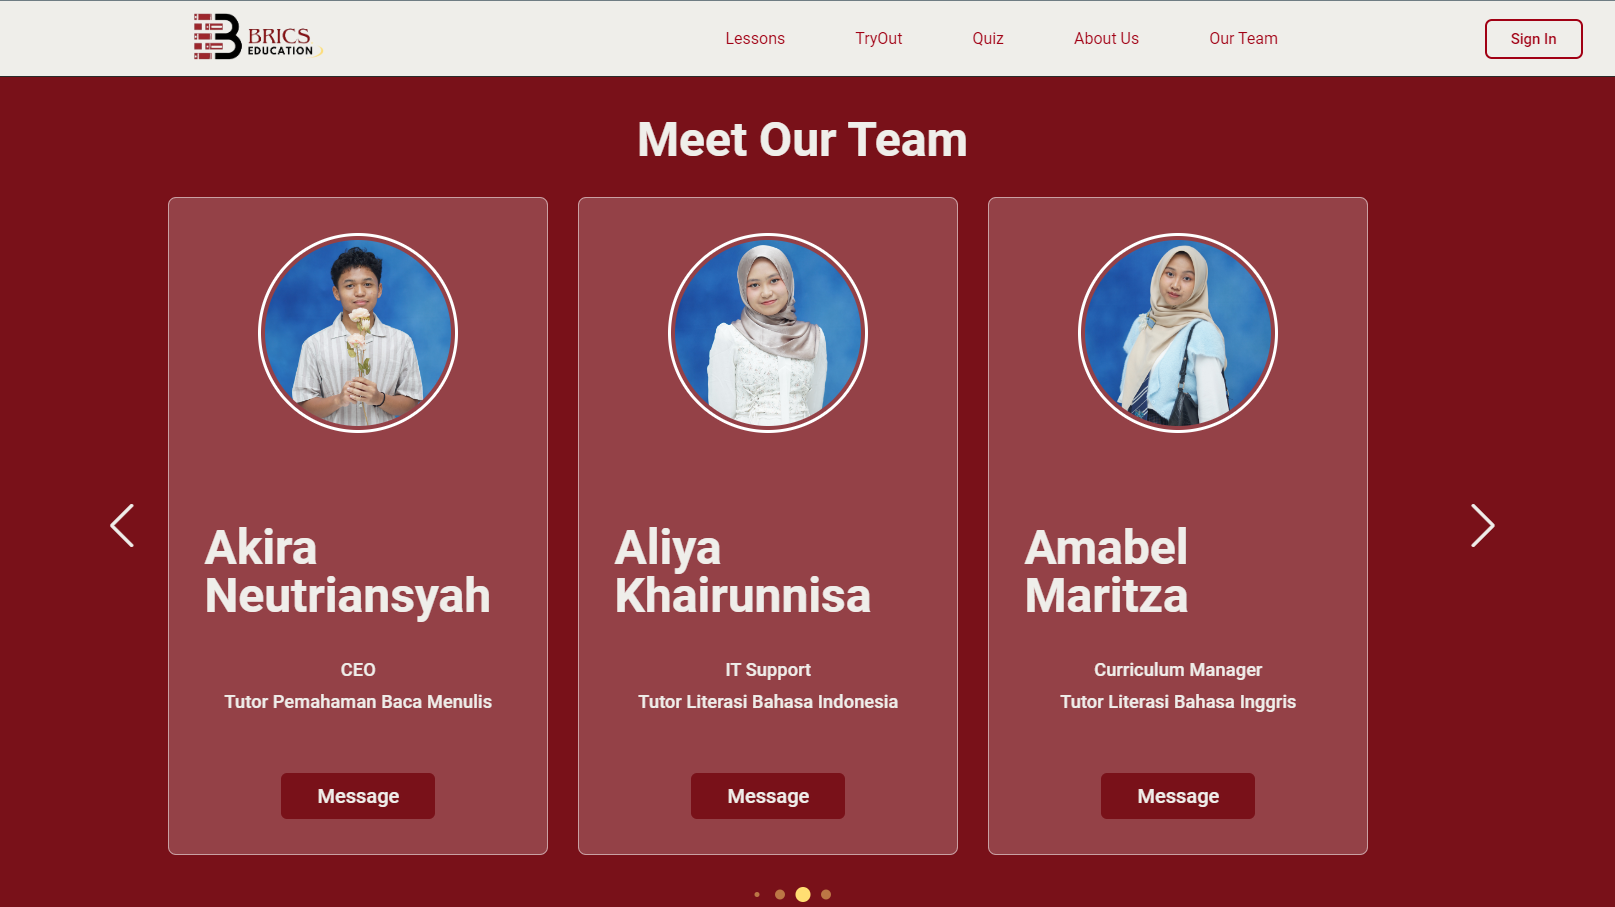 BRICS
EDUCATION
Lessons
TryOut
Quiz
About Us
Our Team
Sign In
Meet Our Team
Akira
Neutriansyah
CEO
Tutor Pemahaman Baca Menulis
Message
Aliya
Khairunnisa
IT Support
Tutor Literasi Bahasa Indonesia
Message
Amabel
Maritza
Curriculum Manager
Tutor Literasi Bahasa Inggris
Message